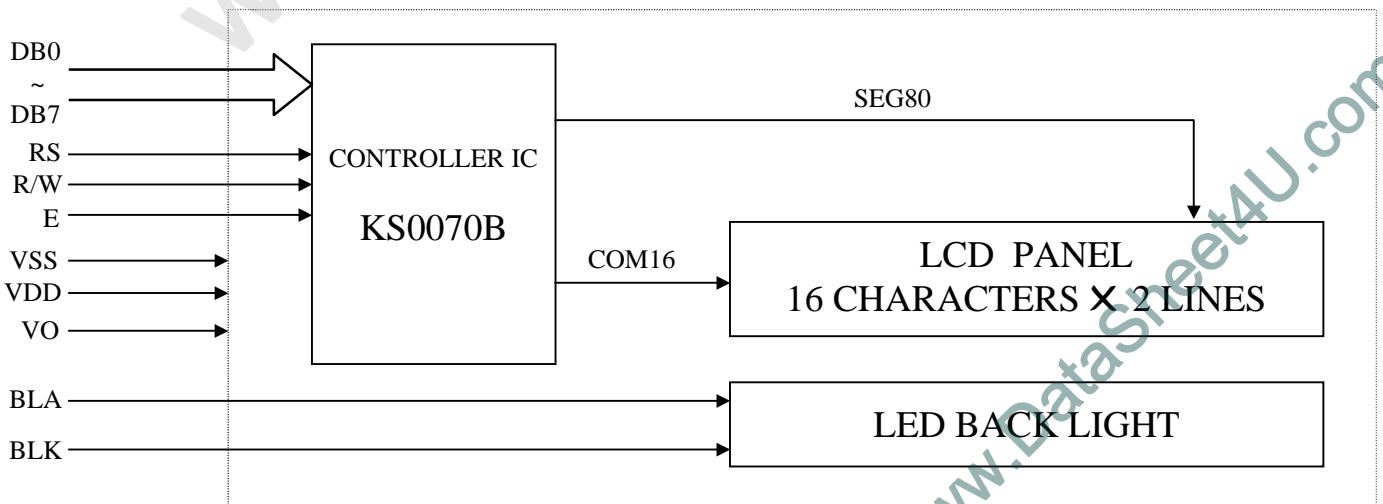 DB0
~
DB7
RS
R/W
E
VSS
VDD
VO
BLA
BLK
CONTROLLER IC
KS0070B
SEG80
COM16
LCD PANEL
16 CHARACTERS × 2 LINES
LED BACK LIGHT
www.DataSheet4U.com